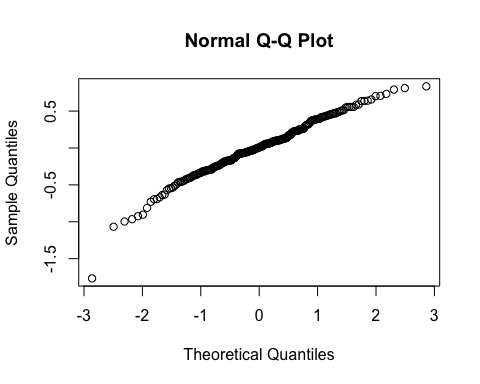 Normal Q-Q Plot
Sample Quantiles
0.5
-0.5
-1.5
-3 -2 -1 0 1 2 3
Theoretical Quantiles